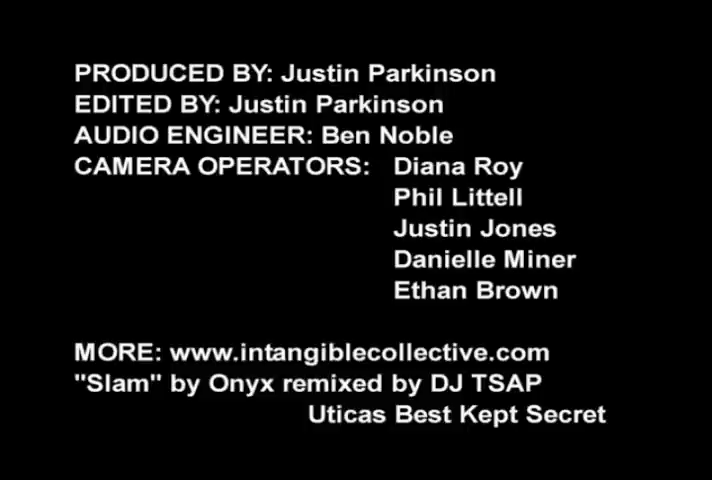 PRODUCED BY: Justin Parkinson
EDITED BY: Justin Parkinson
AUDIO ENGINEER: Ben Noble
CAMERA OPERATORS: Diana Roy
Phil Littell
Justin Jones
Danielle Miner
Ethan Brown
MORE: www.intangiblecollective.com
"Slam" by Onyx remixed by DJ TSAP
Uticas Best Kept Secret